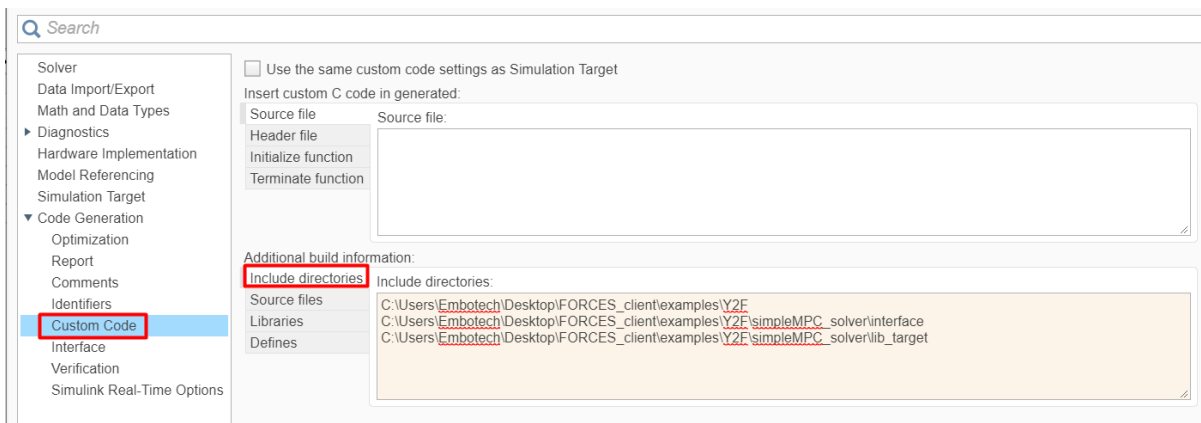 Search
Solver
Data Import/Export
Math and Data Types
Diagnostics
Hardware Implementation
Model Referencing
Simulation Target
Code Generation
Optimization
Report
Comments
Identifiers
Custom Code
Interface
Verification
Simulink Real-Time Options
Use the same custom code settings as Simulation Target
Insert custom C code in generated:
Source file
Header file
Initialize function
Terminate function
Source file:
Additional build information:
Include directories
Source files
Libraries
Defines
Include directories:
C:\Users\Embotech\Desktop\FORCES_client\examples\Y2F
C:\Users\Embotech\Desktop\FORCES_client\examples\Y2F\simpleMPC_solver\interface
C:\Users\Embotech\Desktop\FORCES_client\examples\Y2F\simpleMPC_solver\lib_target